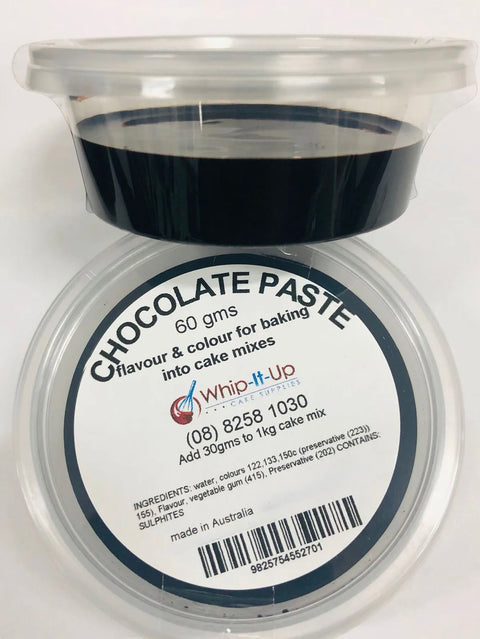 CHOCOLATE PASTE
60 gms
flavour & colour for baking
into cake mixes
Whip-It-Up
CAKE SUPPLIES
(08) 8258 1030
Add 30gms to 1kg cake mix
INGREDIENTS: water, colours 122,133,150c (preservative (223))
155), Flavour, vegetable gum (415), Preservative (202) CONTAINS:
SULPHITES
made in Australia
9825754552701